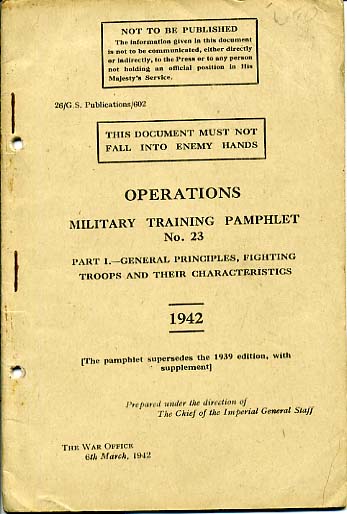 NOT TO BE PUBLISHED
The information given in this document
is not to be communicated, either directly
or indirectly, to the Press or to any person
not holding an official position in His
Majesty's Service.
26/G.S. Publications/602
THIS DOCUMENT MUST NOT
FALL INTO ENEMY HANDS
OPERATIONS
MILITARY TRAINING PAMPHLET
No. 23
PART I.—GENERAL PRINCIPLES, FIGHTING
TROOPS AND THEIR CHARACTERISTICS
1942
[The pamphlet supersedes the 1939 edition, with
supplement]
Prepared under the direction of
The Chief of the Imperial General Staff
THE WAR OFFICE
6th March, 1942